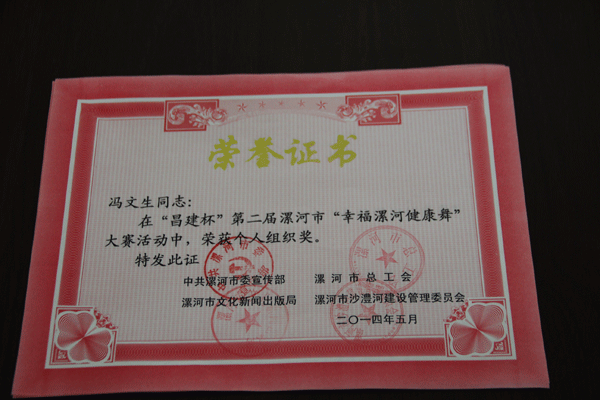 荣誉证书
冯文生同志：
在“昌建杯”第二届漯河市“幸福漯河健康舞”
大赛活动中，荣获个人组织奖。
特发此证
中共漯河市委宣传部 漯河市总工会
漯河市文化新闻出版局 漯河市沙澧河建设管理委员会
二〇一四年五月